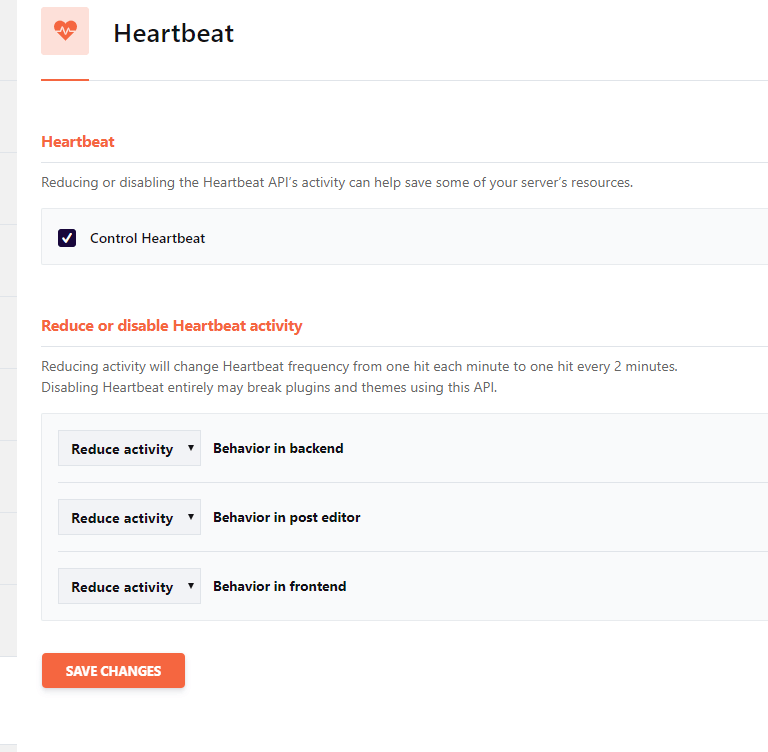 Heartbeat
Heartbeat
Reducing or disabling the Heartbeat API’s activity can help save some of your server’s resources.
Control Heartbeat
Reduce or disable Heartbeat activity
Reducing activity will change Heartbeat frequency from one hit each minute to one hit every 2 minutes.
Disabling Heartbeat entirely may break plugins and themes using this API.
Reduce activity Behavior in backend
Reduce activity Behavior in post editor
Reduce activity Behavior in frontend
SAVE CHANGES